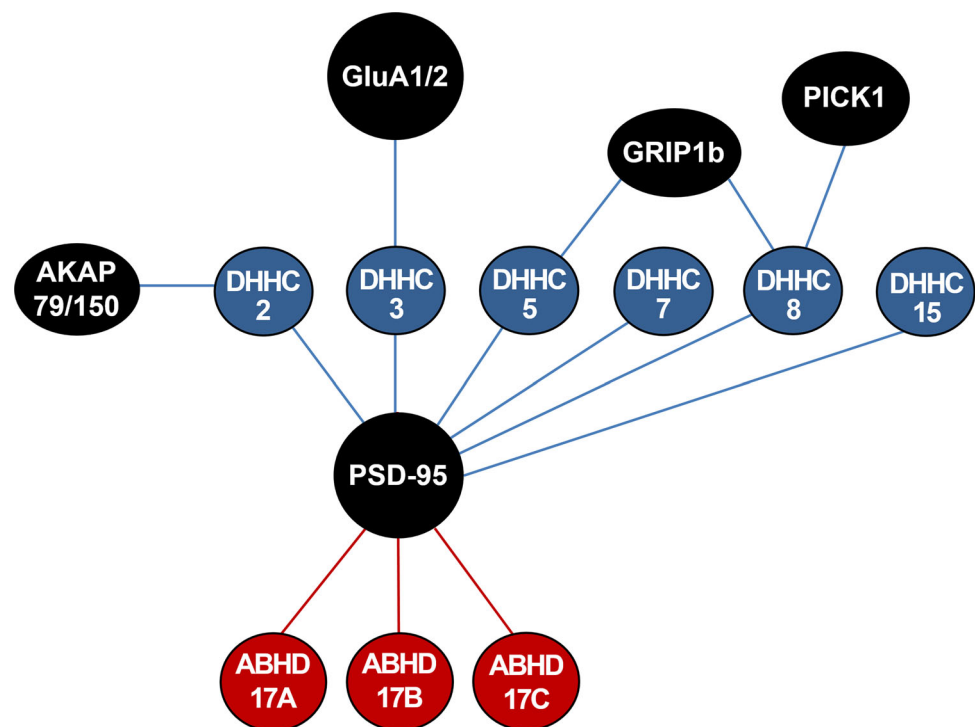 GluA1/2
PICK1
GRIP1b
AKAP
79/150
DHHC
2
DHHC
3
DHHC
5
DHHC
7
DHHC
8
DHHC
15
PSD-95
ABHD
17A
ABHD
17B
ABHD
17C